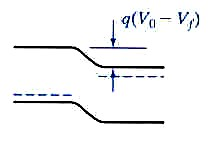 q(V₀ − V_f)